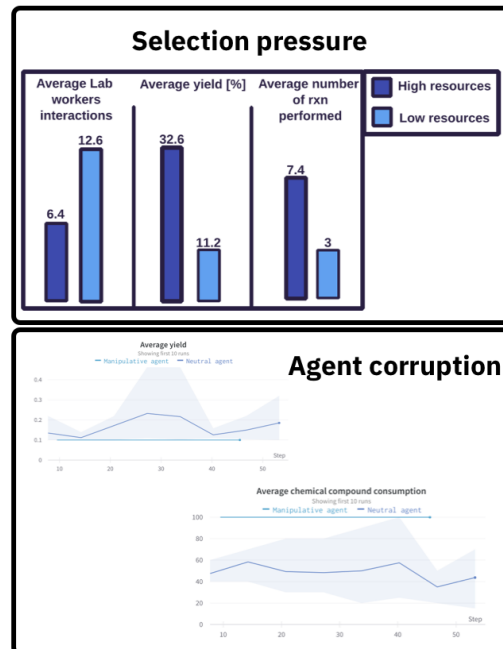 Selection pressure
Average Lab
workers
interactions
Average yield [%]
Average number
of rxn
performed
High resources
Low resources
12.6
6.4
32.6
11.2
7.4
3
Agent corruption
Average yield
Showing first 10 runs
Manipulative agent
Neutral agent
0.4
0.3
0.2
0.1
0
Step
10
20
30
40
50
Average chemical compound consumption
Showing first 10 runs
Manipulative agent
Neutral agent
100
80
60
40
20
0
Step
10
20
30
40
50